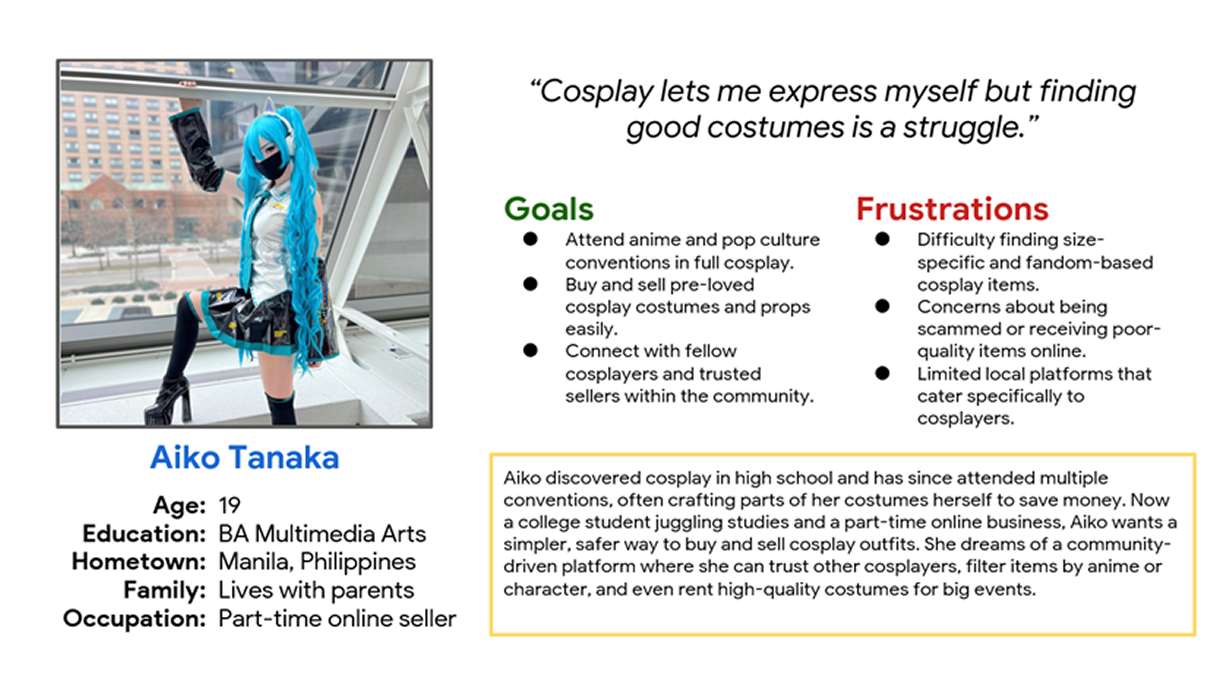 “Cosplay lets me express myself but finding
good costumes is a struggle.”
Goals
● Attend anime and pop culture
conventions in full cosplay.
● Buy and sell pre-loved
cosplay costumes and props
easily.
● Connect with fellow
cosplayers and trusted
sellers within the community.
Frustrations
● Difficulty finding size-
specific and fandom-based
cosplay items.
● Concerns about being
scammed or receiving poor-
quality items online.
● Limited local platforms that
cater specifically to
cosplayers.
Aiko Tanaka
Age: 19
Education: BA Multimedia Arts
Hometown: Manila, Philippines
Family: Lives with parents
Occupation: Part-time online seller
Aiko discovered cosplay in high school and has since attended multiple
conventions, often crafting parts of her costumes herself to save money. Now
a college student juggling studies and a part-time online business, Aiko wants a
simpler, safer way to buy and sell cosplay outfits. She dreams of a community-
driven platform where she can trust other cosplayers, filter items by anime or
character, and even rent high-quality costumes for big events.